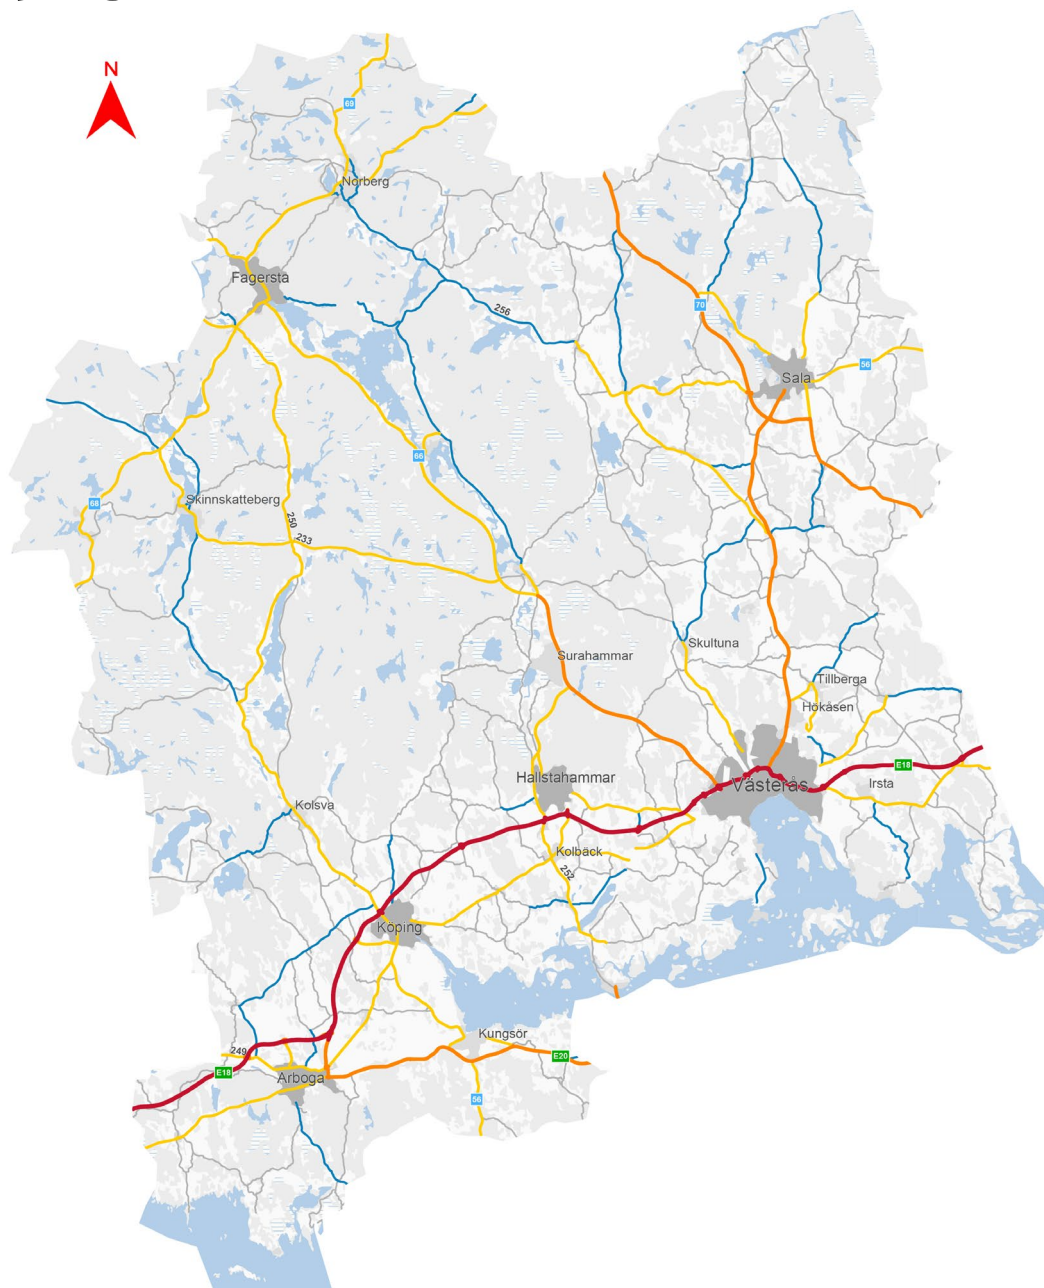 N
69
Norberg
Fagersta
256
70
Sala
56
66
68
Skinnskatteberg
250
233
Skultuna
Surahammar
Tillberga
Hökåsen
E18
Hallstahammar
Västerås
Irsta
Kolsva
Kolbäck
252
Köping
Kungsör
249
E20
E18
Arboga
56